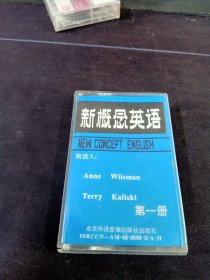 新概念英语
NEW CONCEPT ENGLISH
朗读人：
Anne Wilsman
Terry Kaliski
第一册
北京外语音像出版社出版